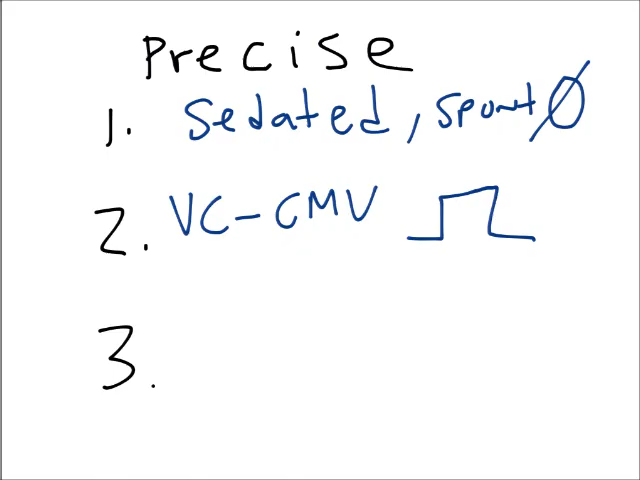 Precise
1. Sedated, spont Ø
2. VC-CMV
3.